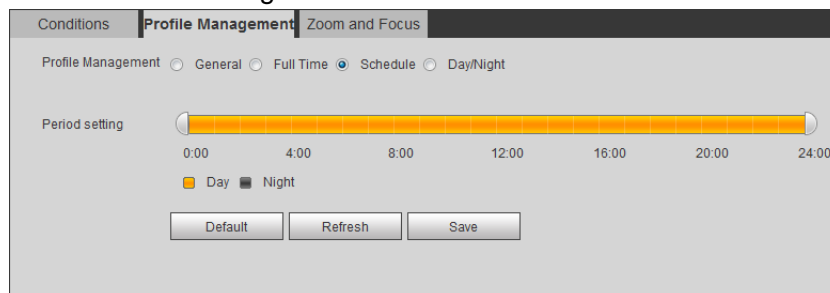 Conditions Profile Management Zoom and Focus
Profile Management General Full Time Schedule Day/Night
Period setting
0:00 4:00 8:00 12:00 16:00 20:00 24:00
Day Night
Default Refresh Save